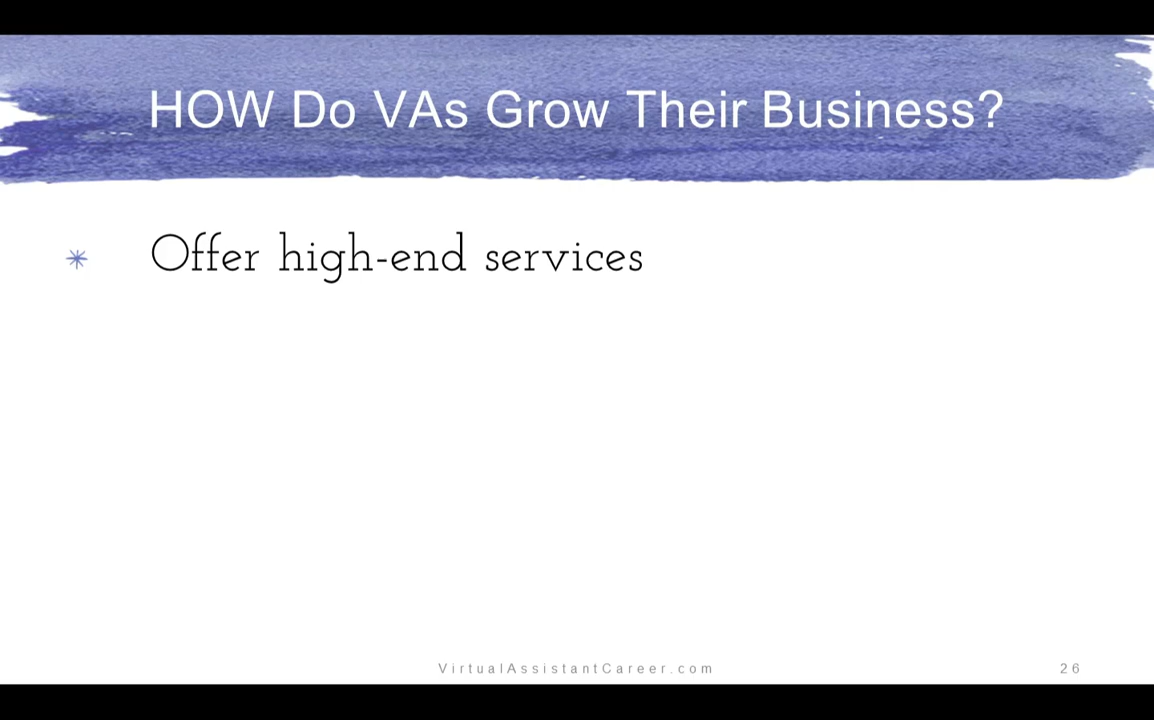 HOW Do VAs Grow Their Business?
Offer high-end services
VirtualAssistantCareer.com
26